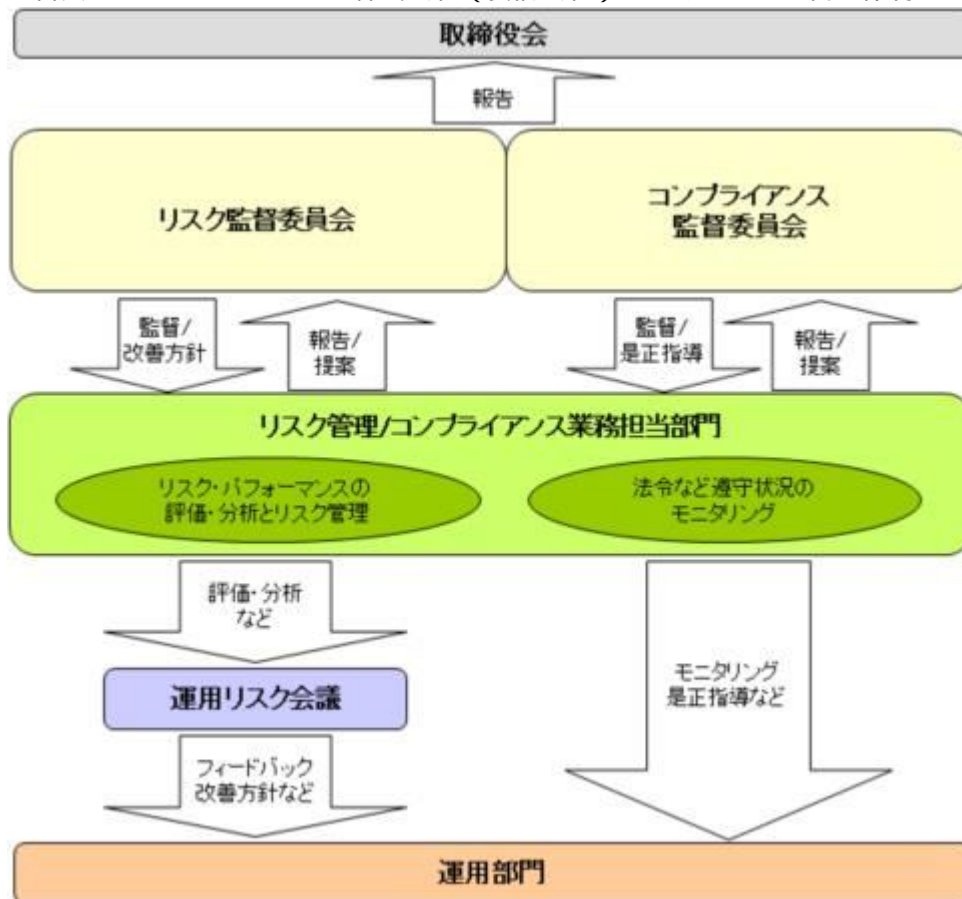 取締役会
報告
リスク監督委員会
コンプライアンス
監督委員会
監督/
改善方針
報告/
提案
監督/
是正指導
報告/
提案
リスク管理/コンプライアンス業務担当部門
リスク・パフォーマンスの
評価・分析とリスク管理
法令など遵守状況の
モニタリング
評価・分析
など
運用リスク会議
モニタリング
是正指導など
フィードバック
改善方針など
運用部門